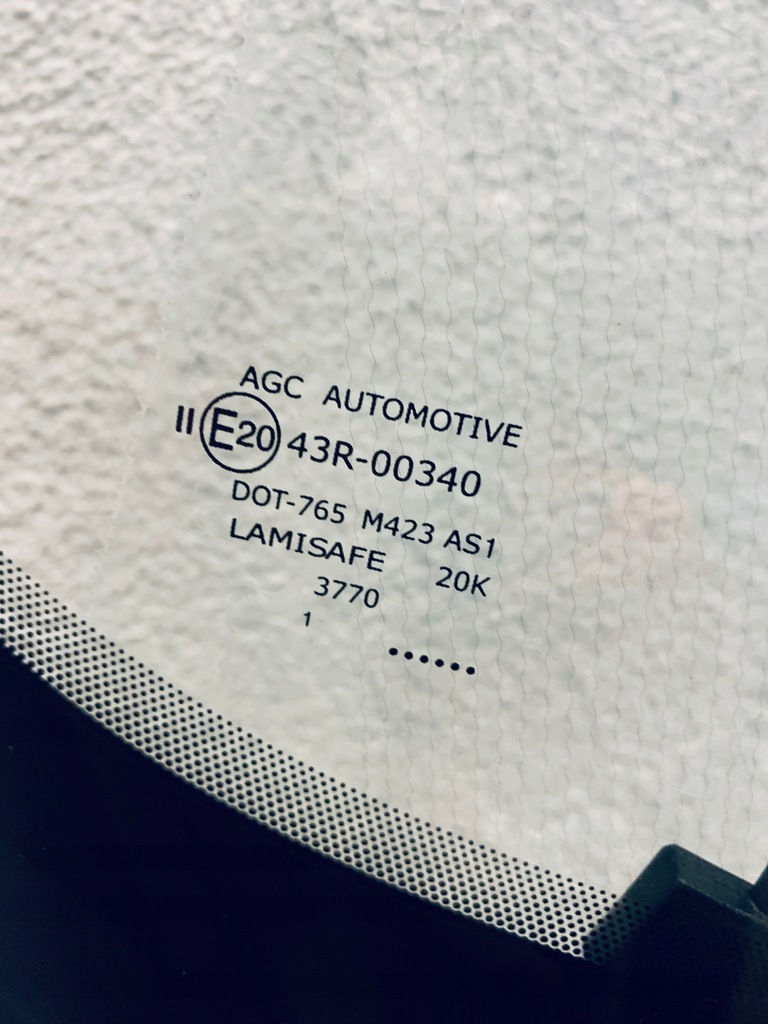 AGC AUTOMOTIVE
II E20 43R-00340
DOT-765 M423 AS1
LAMISAFE 20K
3770
1
••••••